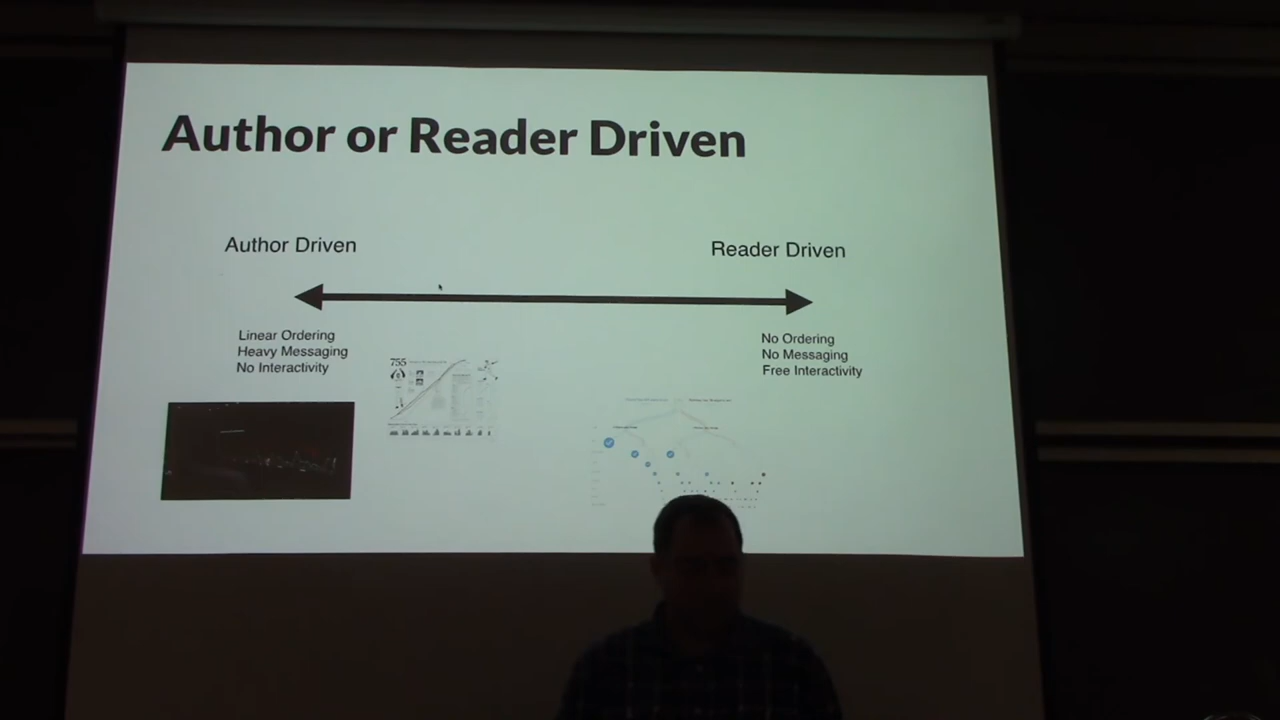 Author or Reader Driven
Author Driven
Reader Driven
Linear Ordering
Heavy Messaging
No Interactivity
No Ordering
No Messaging
Free Interactivity
755